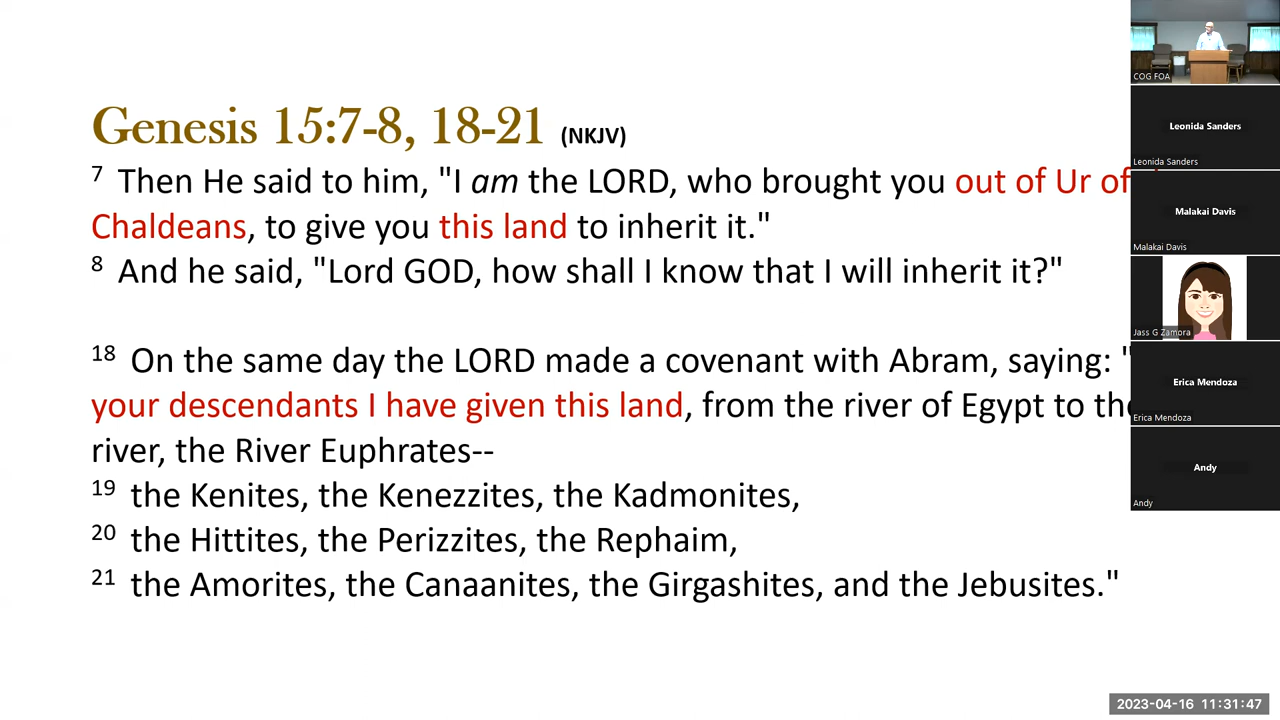 Genesis 15:7-8, 18-21 (NKJV)
7 Then He said to him, "I am the LORD, who brought you out of Ur of
Chaldeans, to give you this land to inherit it."
8 And he said, "Lord GOD, how shall I know that I will inherit it?"
18 On the same day the LORD made a covenant with Abram, saying: "
your descendants I have given this land, from the river of Egypt to the
river, the River Euphrates--
19 the Kenites, the Kenezzites, the Kadmonites,
20 the Hittites, the Perizzites, the Rephaim,
21 the Amorites, the Canaanites, the Girgashites, and the Jebusites."
COG FOA
Leonida Sanders
Leonida Sanders
Malakai Davis
Malakai Davis
Jass G Zamora
Erica Mendoza
Erica Mendoza
Andy
Andy
2023-04-16 11:31:47